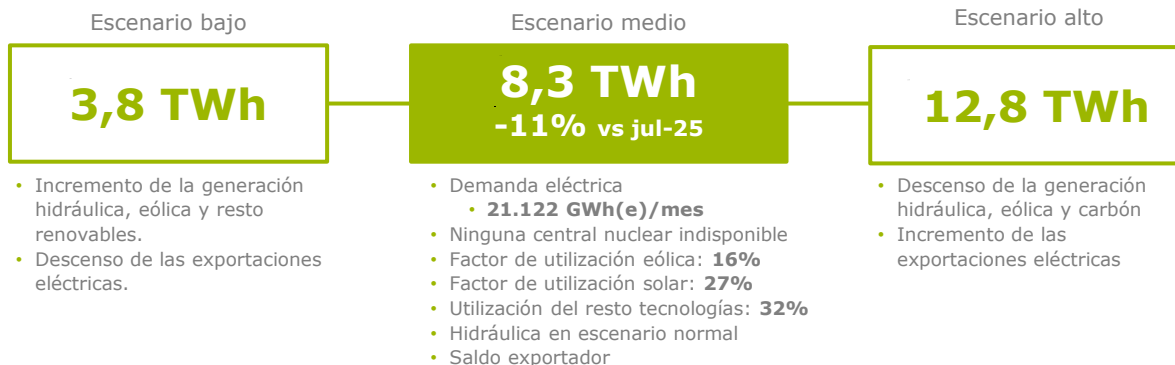 Escenario bajo
3,8 TWh
• Incremento de la generación
hidráulica, eólica y resto
renovables.
• Descenso de las exportaciones
eléctricas.
Escenario medio
8,3 TWh
-11% vs jul-25
• Demanda eléctrica
• 21.122 GWh(e)/mes
• Ninguna central nuclear indisponible
• Factor de utilización eólica: 16%
• Factor de utilización solar: 27%
• Utilización del resto tecnologías: 32%
• Hidráulica en escenario normal
• Saldo exportador
Escenario alto
12,8 TWh
• Descenso de la generación
hidráulica, eólica y carbón
• Incremento de las
exportaciones eléctricas